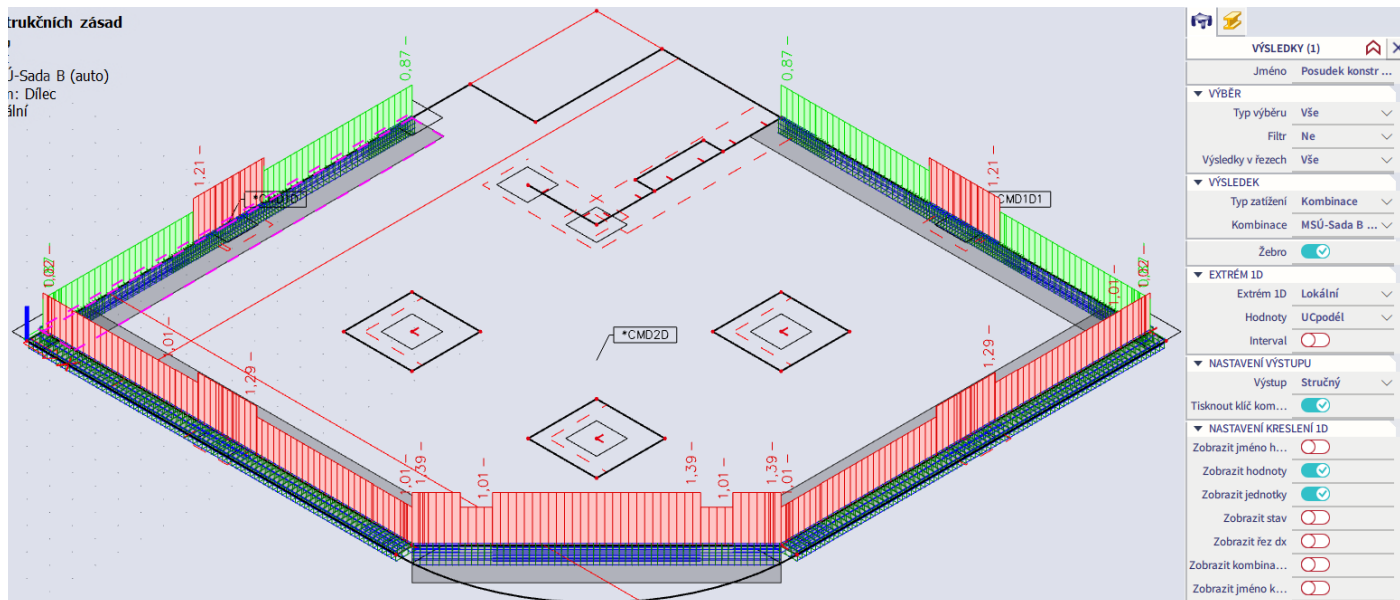 trukčních zásad
Ú-Sada B (auto)
n: Dílec
ální
0,87
0,87
1,21
1,21
*CMD1D1
1,02
1,01
1,02
1,01
*CMD2D
1,29
1,29
1,01
1,39
1,01
1,39
1,01
1,39
1,01
VÝSLEDKY (1)
Jméno Posudek konstr ...
VÝBĚR
Typ výběru Vše
Filtr Ne
Výsledky v řezech Vše
VÝSLEDEK
Typ zatížení Kombinace
Kombinace MSÚ-Sada B ...
Žebro
EXTRÉM 1D
Extrém 1D Lokální
Hodnoty UCpodél
Interval
NASTAVENÍ VÝSTUPU
Výstup Stručný
Tisknout klíč kom...
NASTAVENÍ KRESLENÍ 1D
Zobrazit jméno h...
Zobrazit hodnoty
Zobrazit jednotky
Zobrazit stav
Zobrazit řez dx
Zobrazit kombina...
Zobrazit jméno k...